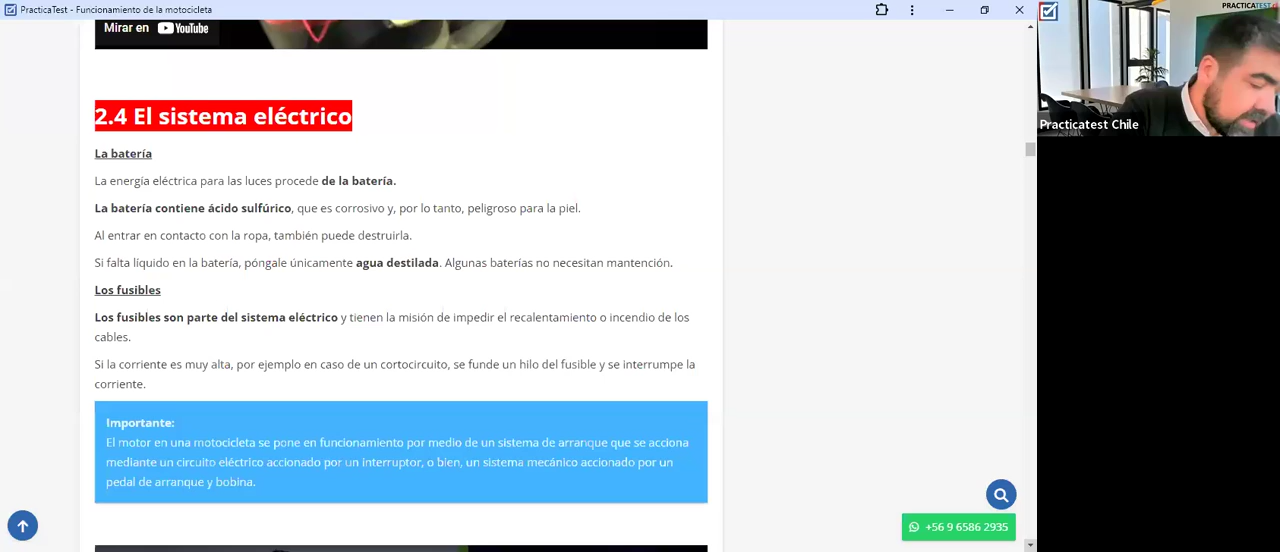 PracticaTest - Funcionamiento de la motocicleta
Mirar en YouTube
PRACTICATEST
Practicatest Chile
2.4 El sistema eléctrico
La batería
La energía eléctrica para las luces procede de la batería.
La batería contiene ácido sulfúrico, que es corrosivo y, por lo tanto, peligroso para la piel.
Al entrar en contacto con la ropa, también puede destruirla.
Si falta líquido en la batería, póngale únicamente agua destilada. Algunas baterías no necesitan mantención.
Los fusibles
Los fusibles son parte del sistema eléctrico y tienen la misión de impedir el recalentamiento o incendio de los
cables.
Si la corriente es muy alta, por ejemplo en caso de un cortocircuito, se funde un hilo del fusible y se interrumpe la
corriente.
Importante:
El motor en una motocicleta se pone en funcionamiento por medio de un sistema de arranque que se acciona
mediante un circuito eléctrico accionado por un interruptor, o bien, un sistema mecánico accionado por un
pedal de arranque y bobina.
+56 9 6586 2935